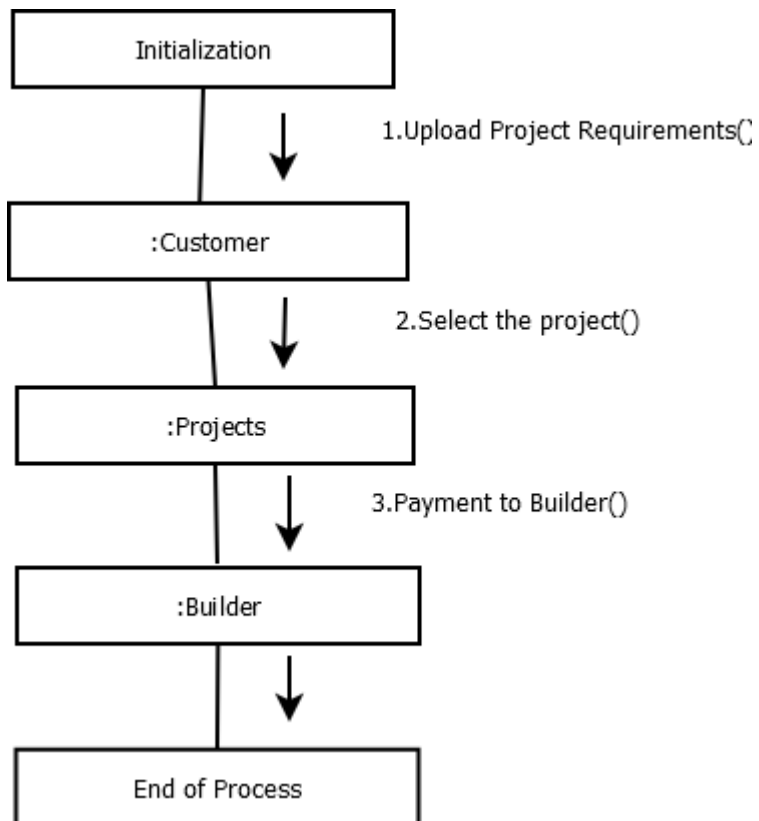 Initialization
1.Upload Project Requirements()
:Customer
2.Select the project()
:Projects
3.Payment to Builder()
:Builder
End of Process